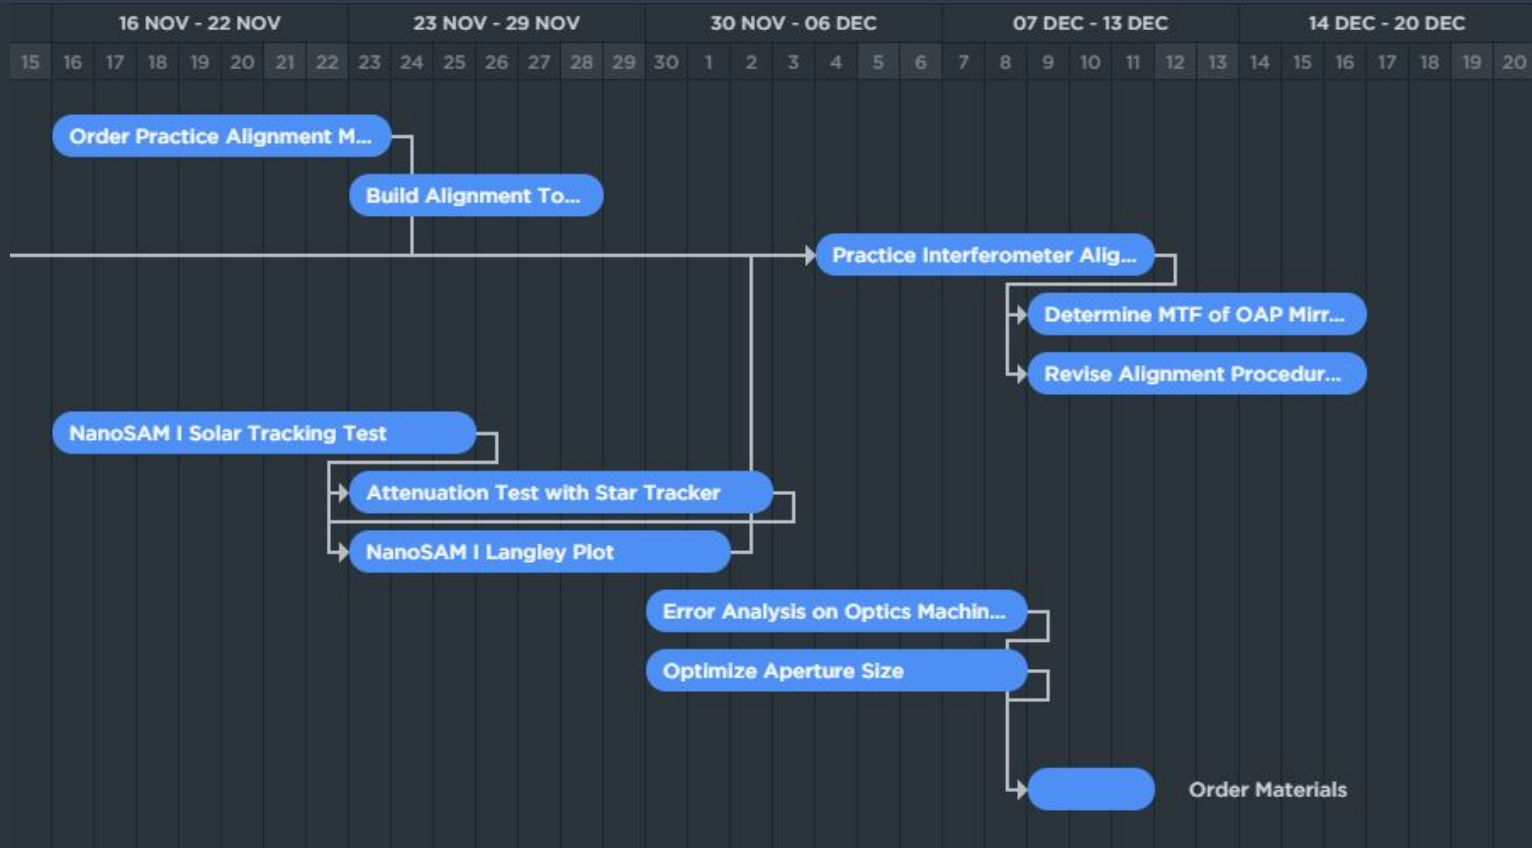 16 NOV - 22 NOV 23 NOV - 29 NOV 30 NOV - 06 DEC 07 DEC - 13 DEC 14 DEC - 20 DEC
15 16 17 18 19 20 21 22 23 24 25 26 27 28 29 30 1 2 3 4 5 6 7 8 9 10 11 12 13 14 15 16 17 18 19 20
Order Practice Alignment M...
Build Alignment To...
Practice Interferometer Alig...
Determine MTF of OAP Mirr...
Revise Alignment Procedur...
NanoSAM I Solar Tracking Test
Attenuation Test with Star Tracker
NanoSAM I Langley Plot
Error Analysis on Optics Machin...
Optimize Aperture Size
Order Materials